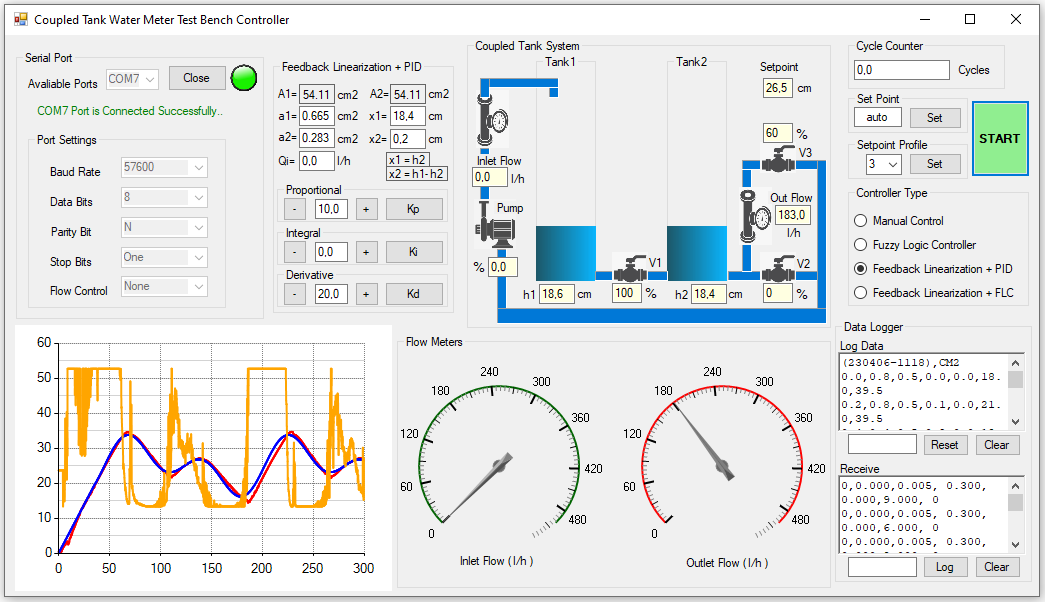 Coupled Tank Water Meter Test Bench Controller
Serial Port
Avaliable Ports COM7 Close
COM7 Port is Connected Successfully..
Port Settings
Baud Rate 57600
Data Bits 8
Parity Bit N
Stop Bits One
Flow Control None
Feedback Linearization + PID
A1= 54.11 cm2 A2= 54.11 cm2
a1= 0.665 cm2 x1= 18,4 cm
a2= 0.283 cm2 x2= 0,2 cm
Qi= 0,0 l/h x1 = h2
x2 = h1-h2
Proportional
- 10,0 + Kp
Integral
- 0,0 + Ki
Derivative
- 20,0 + Kd
Coupled Tank System
Tank1 Tank2 Setpoint
26,5 cm
60 %
V3
Inlet Flow
0,0 l/h
Pump
% 0,0
Out Flow
183,0
l/h
V1 V2
h1 18,6 cm 100 % h2 18,4 cm 0 %
Cycle Counter
0,0 Cycles
Set Point
auto Set
Setpoint Profile
3 Set
START
Controller Type
Manual Control
Fuzzy Logic Controller
Feedback Linearization + PID
Feedback Linearization + FLC
60
50
40
30
20
10
0
0 50 100 150 200 250 300
Flow Meters
0 60 120 180 240 300 360 420 480
Inlet Flow ( l/h )
0 60 120 180 240 300 360 420 480
Outlet Flow ( l/h )
Data Logger
Log Data
(230406-1118),CM2
0.0,0.8,0.5,0.0,0.0,18.
0,39.5
0.2,0.8,0.5,0.1,0.0,21.
0,39.5
Reset Clear
Receive
0,0.000,0.005, 0.300,
0.000,9.000, 0
0,0.000,0.005, 0.300,
0.000,6.000, 0
0,0.000,0.005, 0.300,
Log Clear